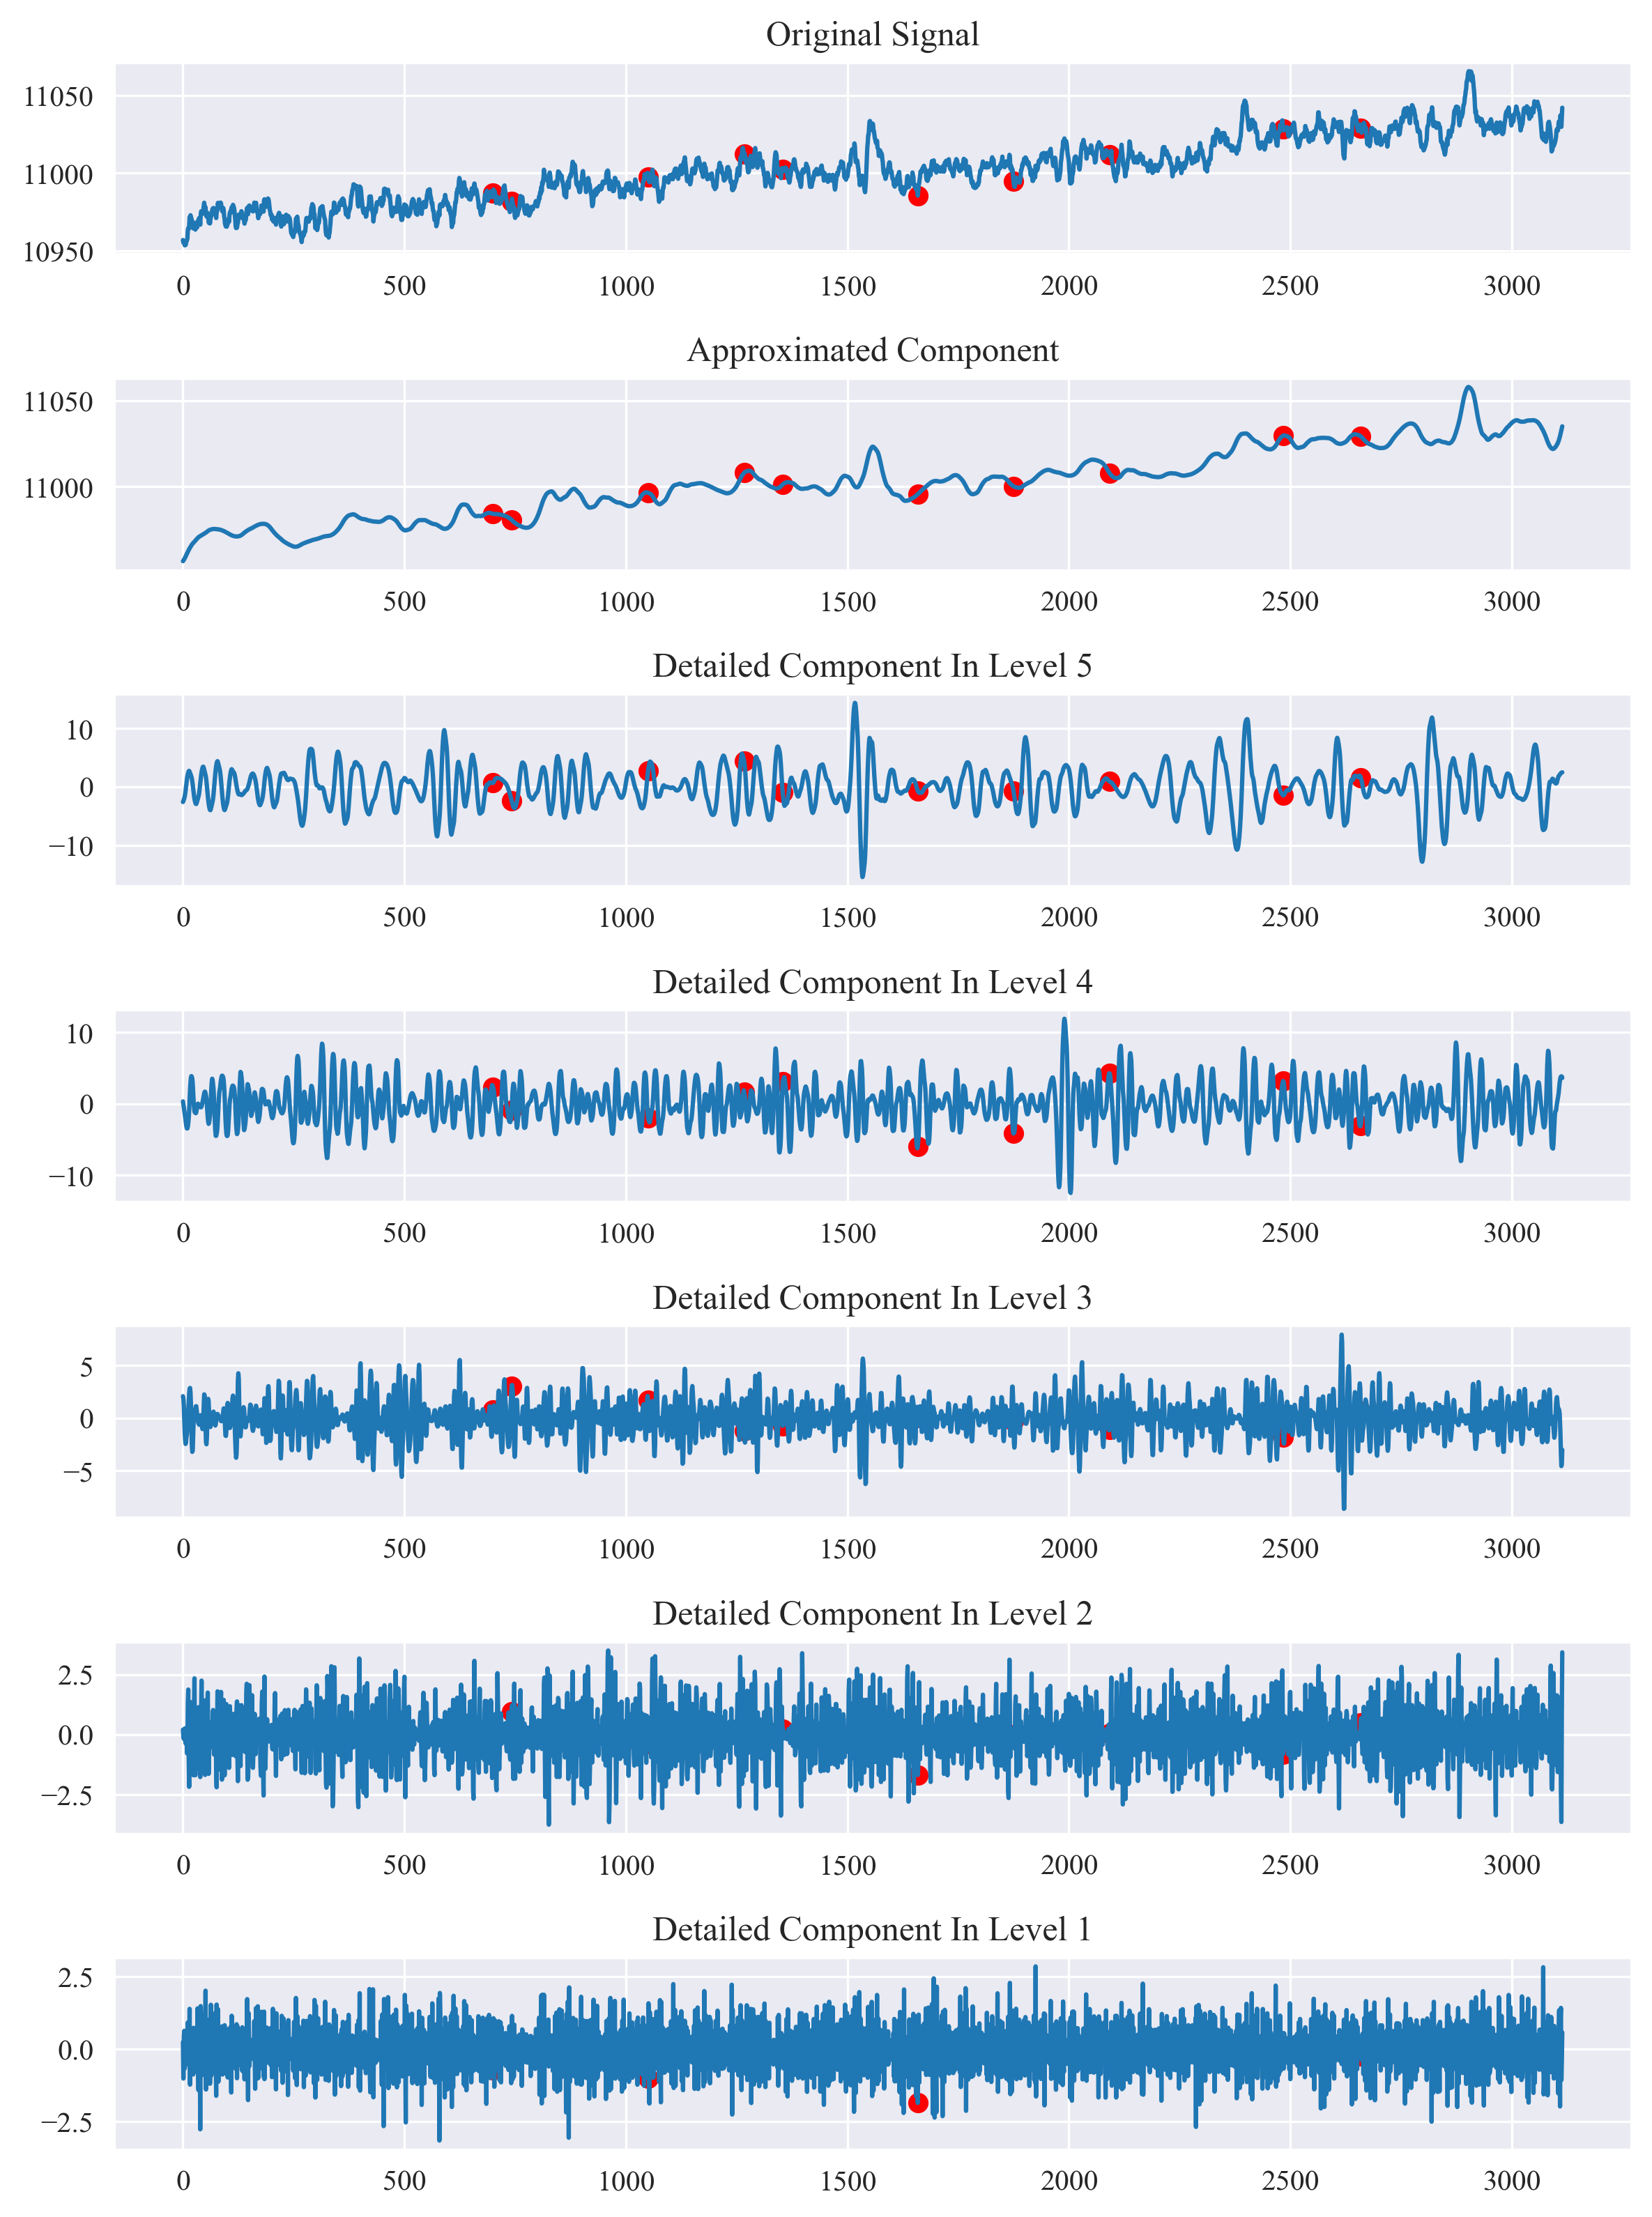 Original Signal
11050
11000
10950
0 500 1000 1500 2000 2500 3000
Approximated Component
11050
11000
0 500 1000 1500 2000 2500 3000
Detailed Component In Level 5
10
0
−10
0 500 1000 1500 2000 2500 3000
Detailed Component In Level 4
10
0
−10
0 500 1000 1500 2000 2500 3000
Detailed Component In Level 3
5
0
−5
0 500 1000 1500 2000 2500 3000
Detailed Component In Level 2
2.5
0.0
−2.5
0 500 1000 1500 2000 2500 3000
Detailed Component In Level 1
2.5
0.0
−2.5
0 500 1000 1500 2000 2500 3000